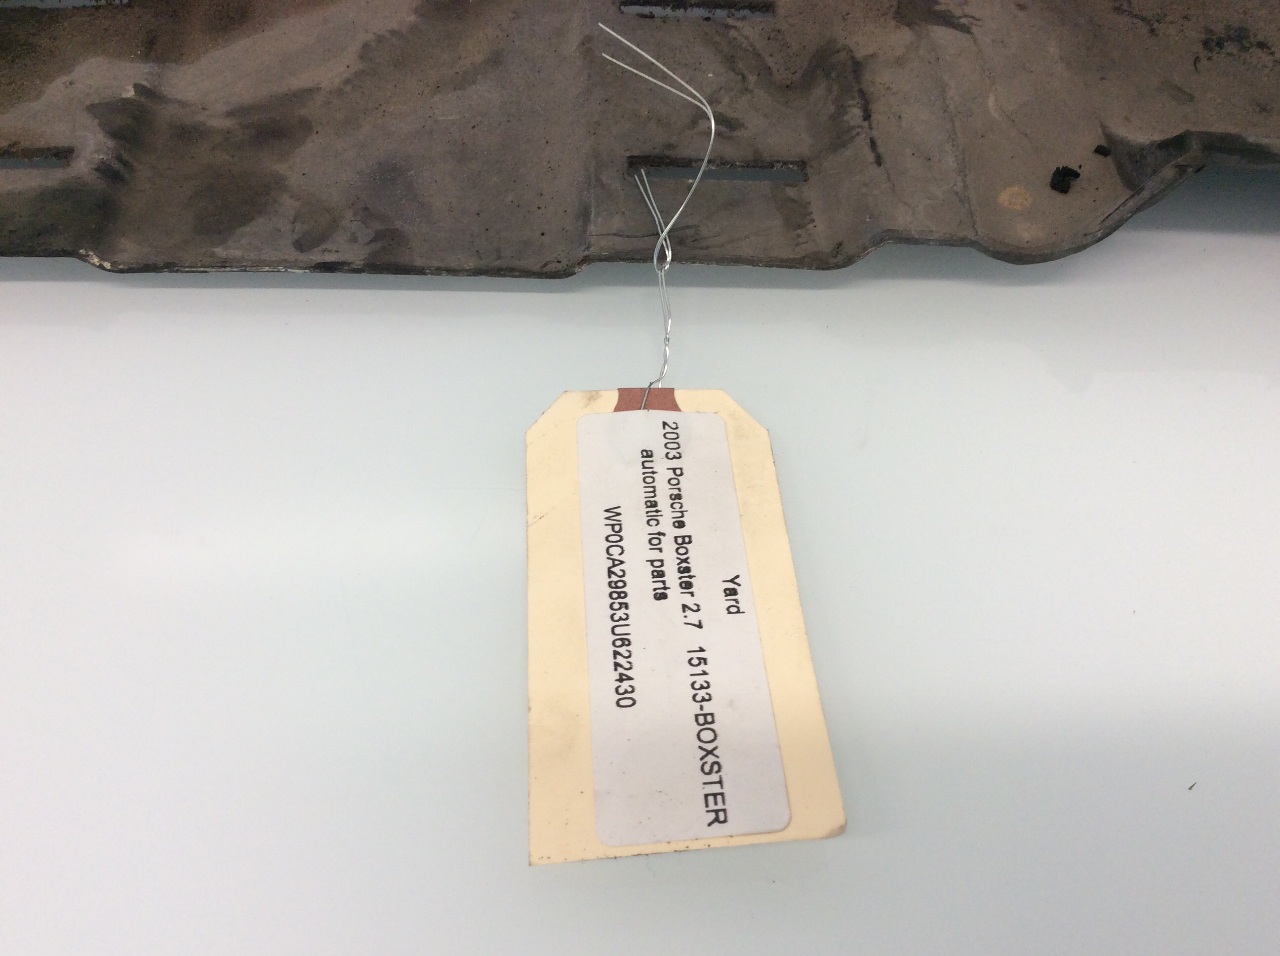 Yard
2003 Porsche Boxster 2.7 15133-BOXSTER
automatic for parts
WP0CA29853U622430